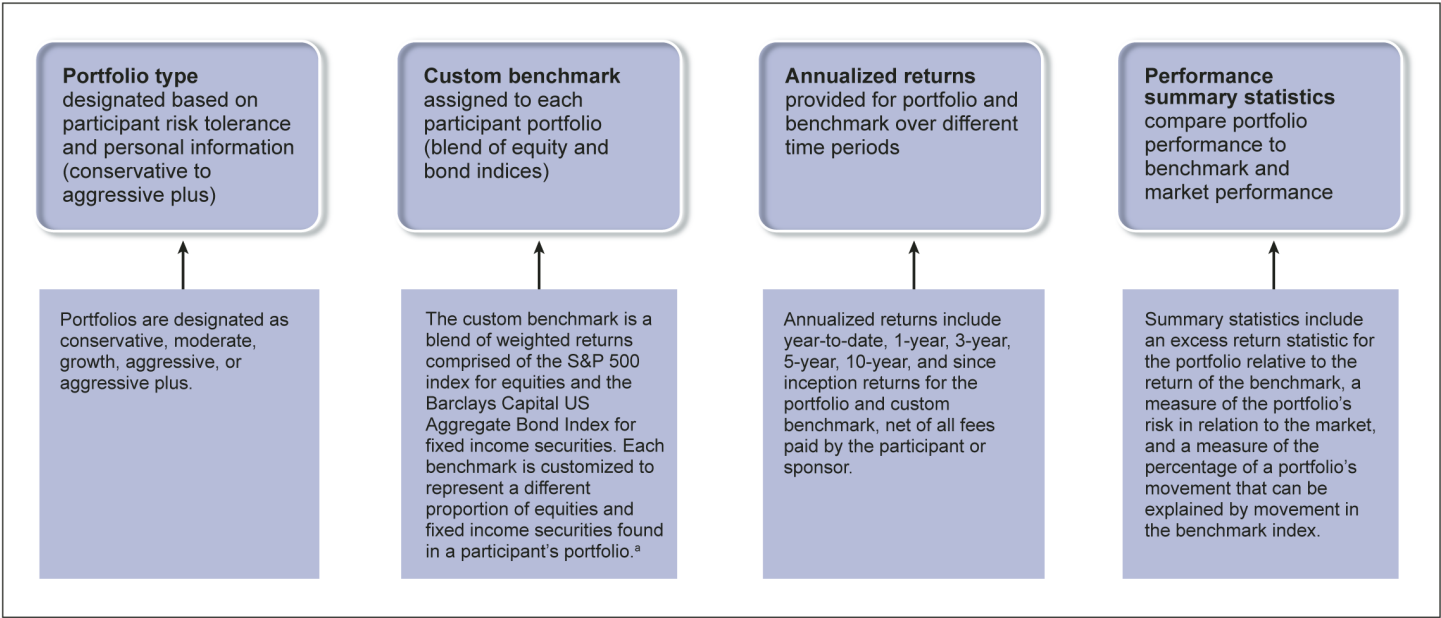 Portfolio type
designated based on
participant risk tolerance
and personal information
(conservative to
aggressive plus)
Custom benchmark
assigned to each
participant portfolio
(blend of equity and
bond indices)
Annualized returns
provided for portfolio and
benchmark over different
time periods
Performance
summary statistics
compare portfolio
performance to
benchmark and
market performance
Portfolios are designated as
conservative, moderate,
growth, aggressive, or
aggressive plus.
The custom benchmark is a
blend of weighted returns
comprised of the S&P 500
index for equities and the
Barclays Capital US
Aggregate Bond Index for
fixed income securities. Each
benchmark is customized to
represent a different
proportion of equities and
fixed income securities found
in a participant’s portfolio.ᵃ
Annualized returns include
year-to-date, 1-year, 3-year,
5-year, 10-year, and since
inception returns for the
portfolio and custom
benchmark, net of all fees
paid by the participant or
sponsor.
Summary statistics include
an excess return statistic for
the portfolio relative to the
return of the benchmark, a
measure of the portfolio’s
risk in relation to the market,
and a measure of the
percentage of a portfolio’s
movement that can be
explained by movement in
the benchmark index.